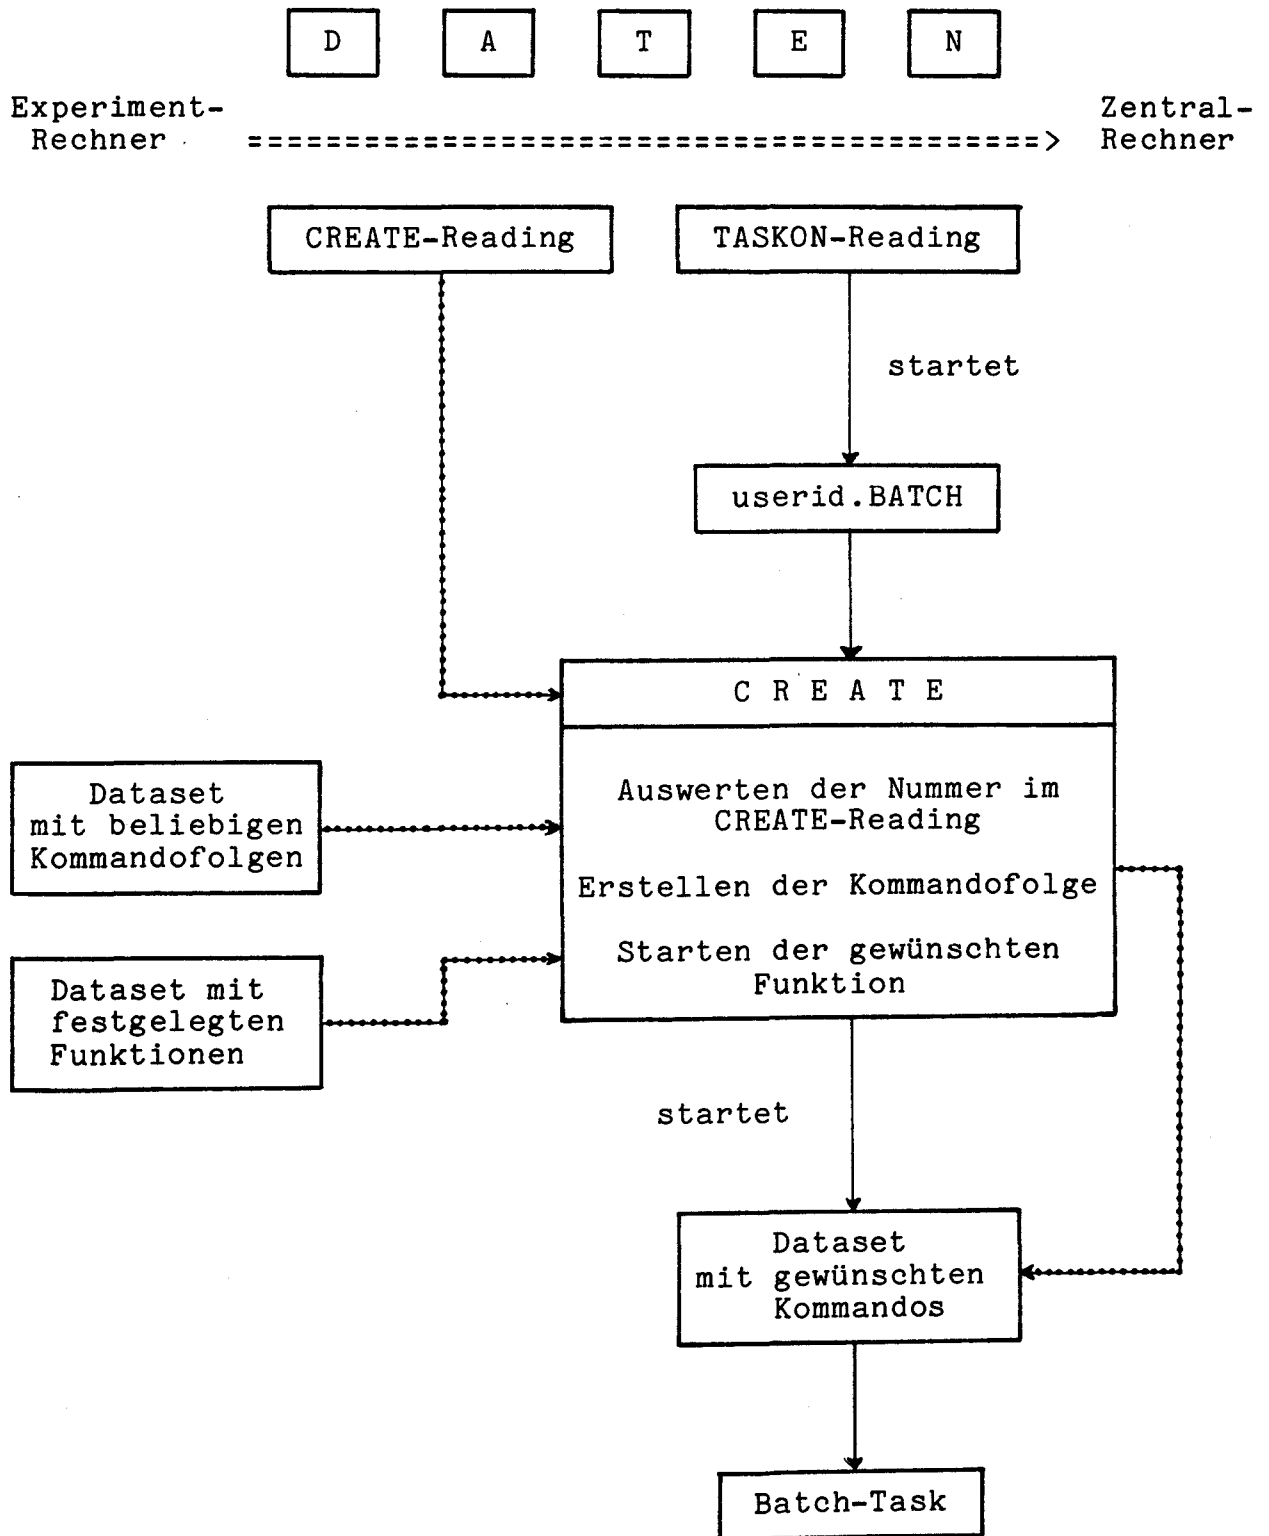 D A T E N
Experiment-
Rechner
Zentral-
Rechner
=========================================>
CREATE-Reading
TASKON-Reading
startet
userid.BATCH
C R E A T E
Auswerten der Nummer im
CREATE-Reading
Erstellen der Kommandofolge
Starten der gewünschten
Funktion
Dataset
mit beliebigen
Kommandofolgen
Dataset mit
festgelegten
Funktionen
startet
Dataset
mit gewünschten
Kommandos
Batch-Task